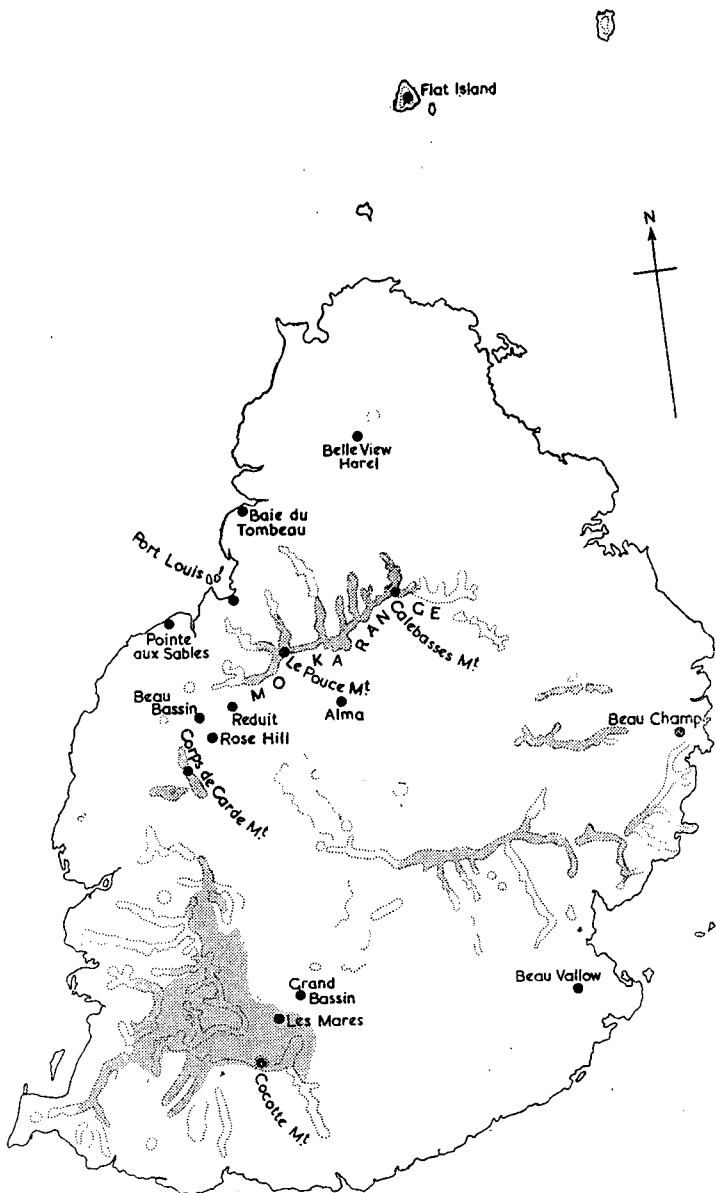 Flat Island
N
Belle View
Harel
Baie du
Tombeau
Port Louis
Pointe
aux Sables
MOKA RANGE
Calebasses Mt
Le Pouce Mt
Beau
Bassin
Reduit
Alma
Rose Hill
Beau Champ
Corps de Garde Mt
Grand
Bassin
Les Mares
Beau Vallow
Cocotte Mt